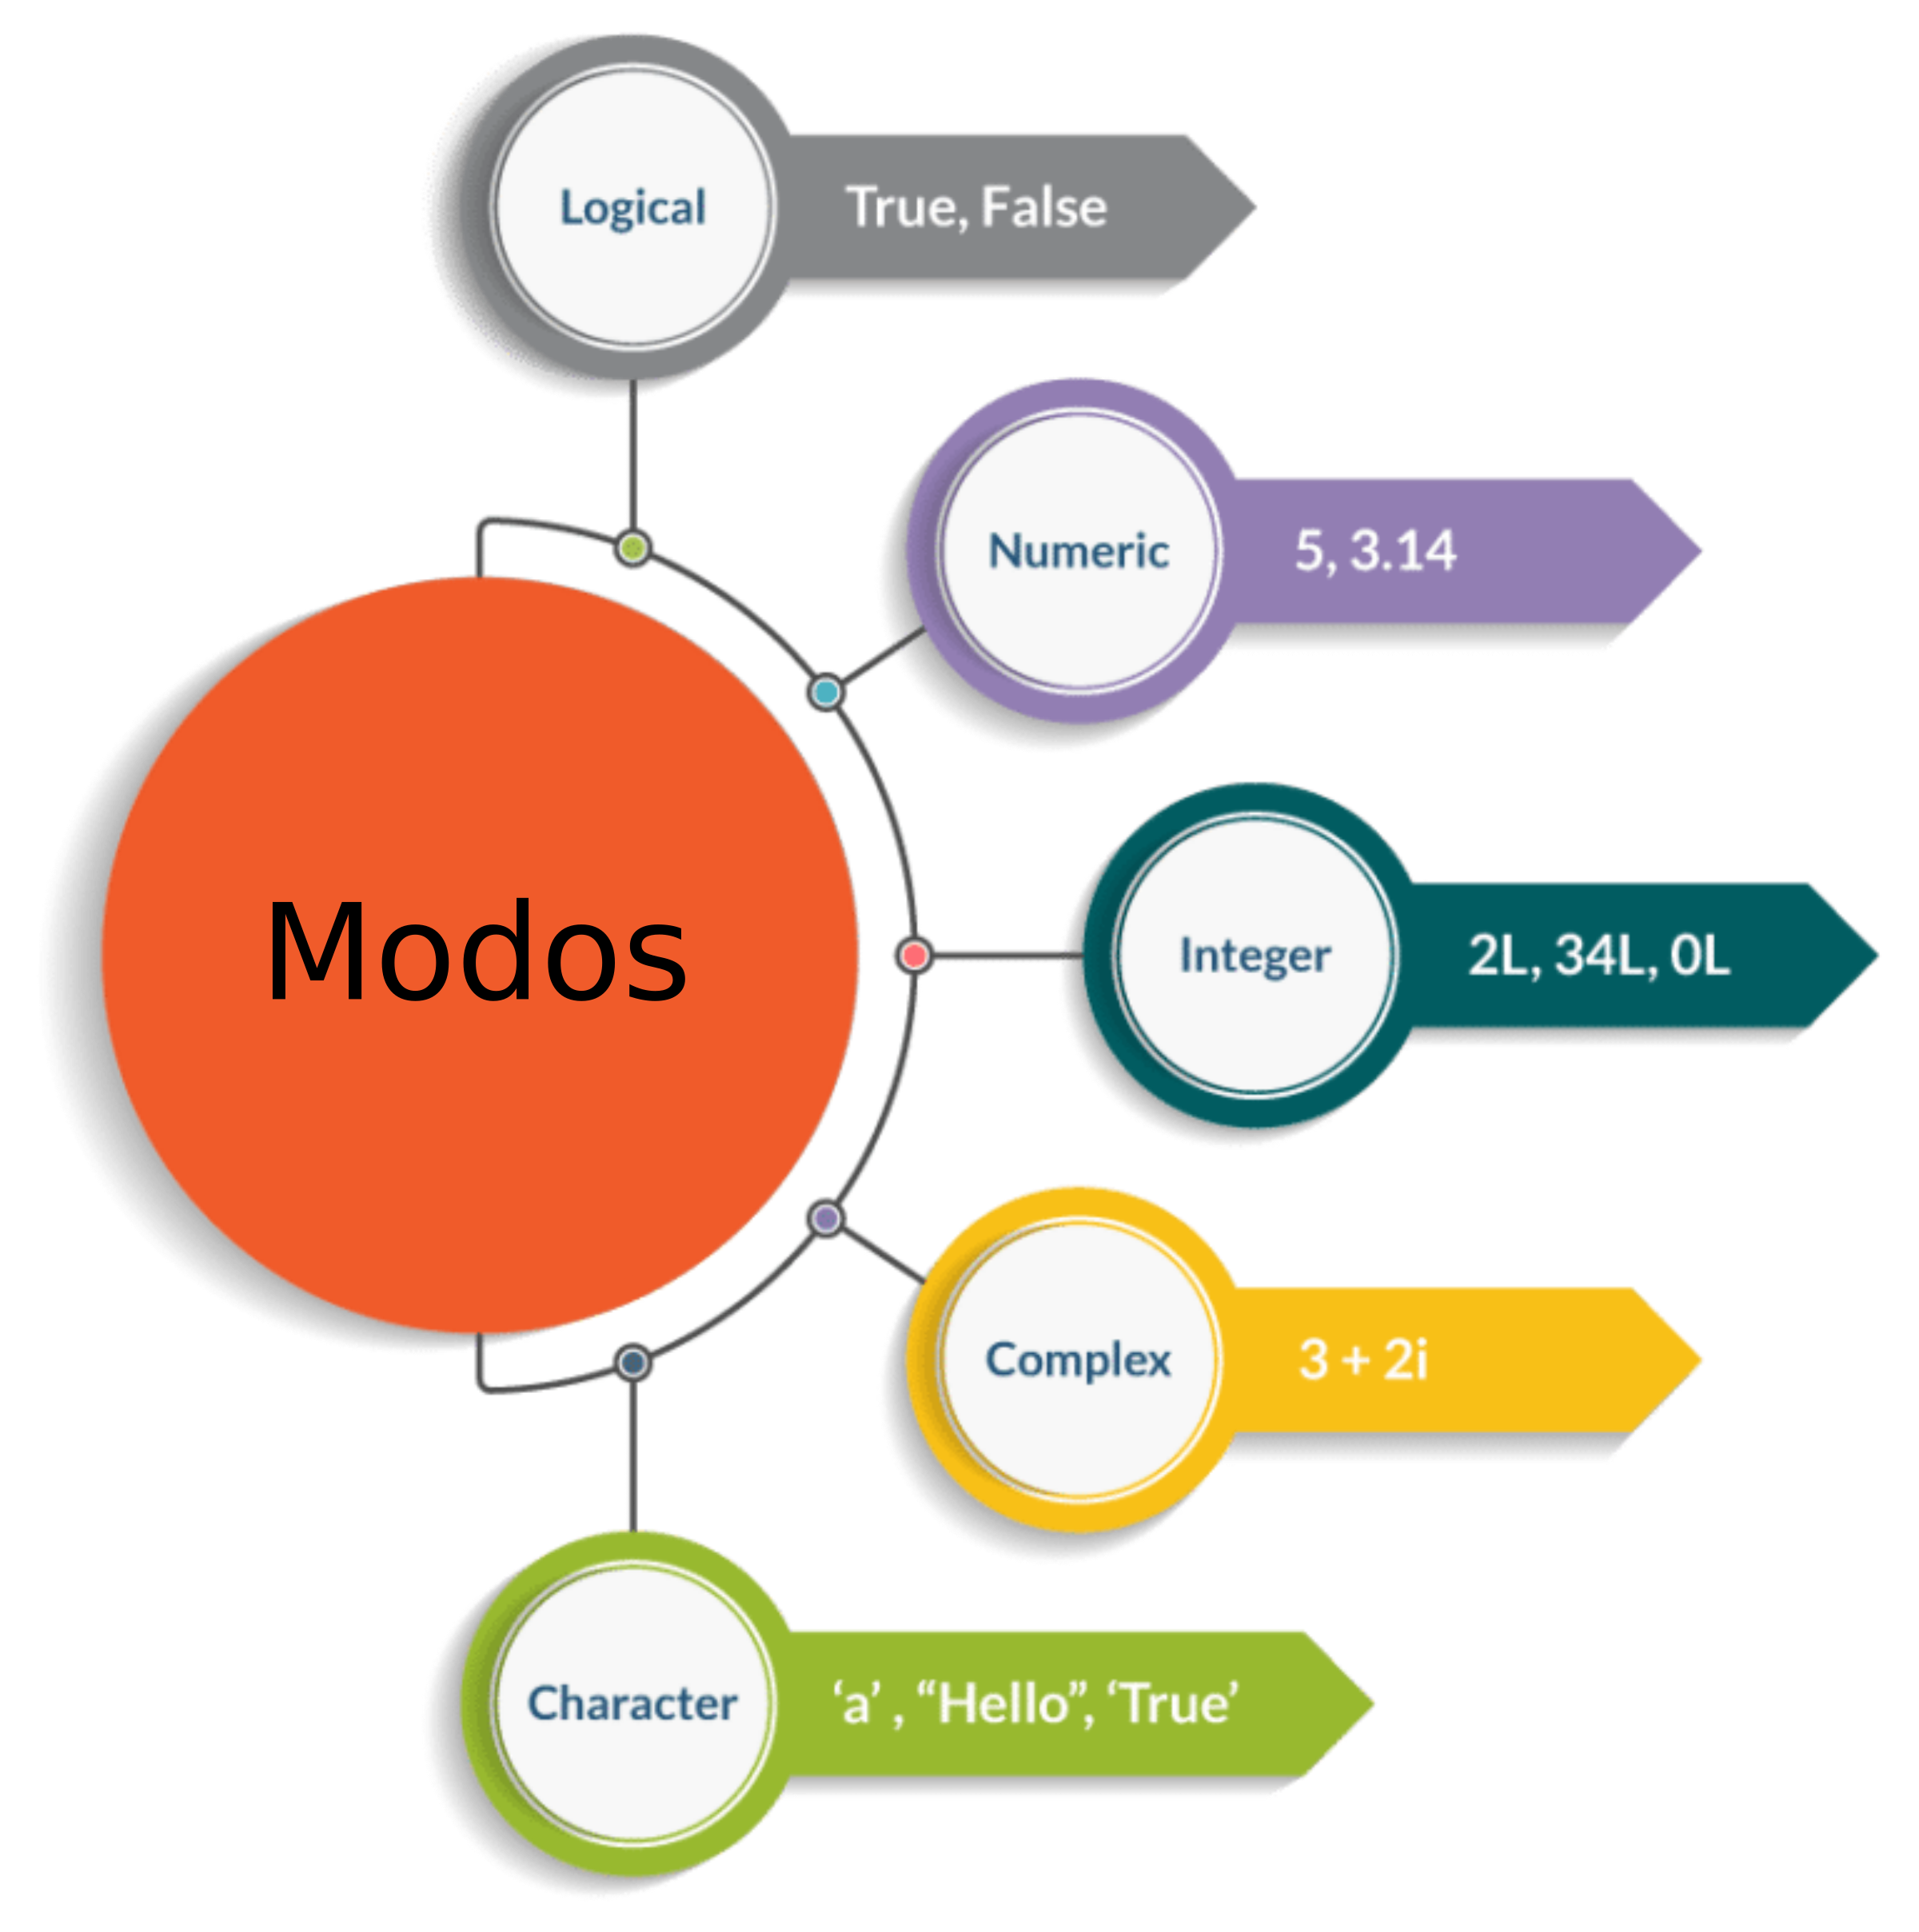 Logical
True, False
Numeric
5, 3.14
Modos
Integer
2L, 34L, 0L
Complex
3 + 2i
Character
‘a’ , “Hello”, ‘True’